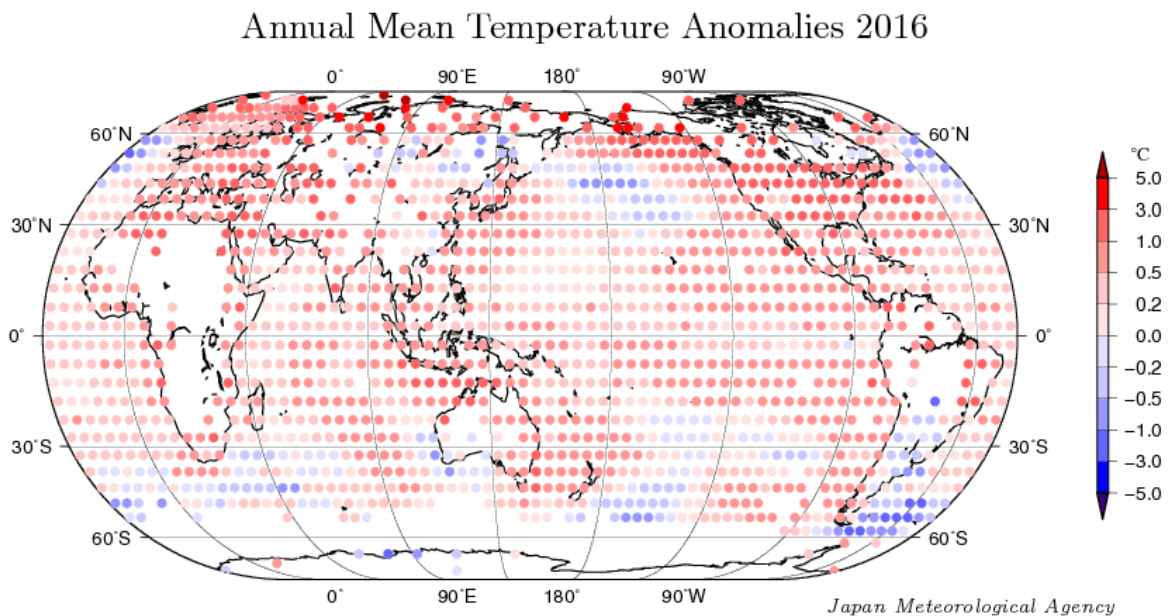 Annual Mean Temperature Anomalies 2016
0° 90°E 180° 90°W
60°N 60°N
°C
5.0
3.0
30°N 30°N
1.0
0.5
0.2
0° 0°
0.0
−0.2
−0.5
30°S 30°S
−1.0
−3.0
−5.0
60°S 60°S
0° 90°E 180° 90°W
Japan Meteorological Agency